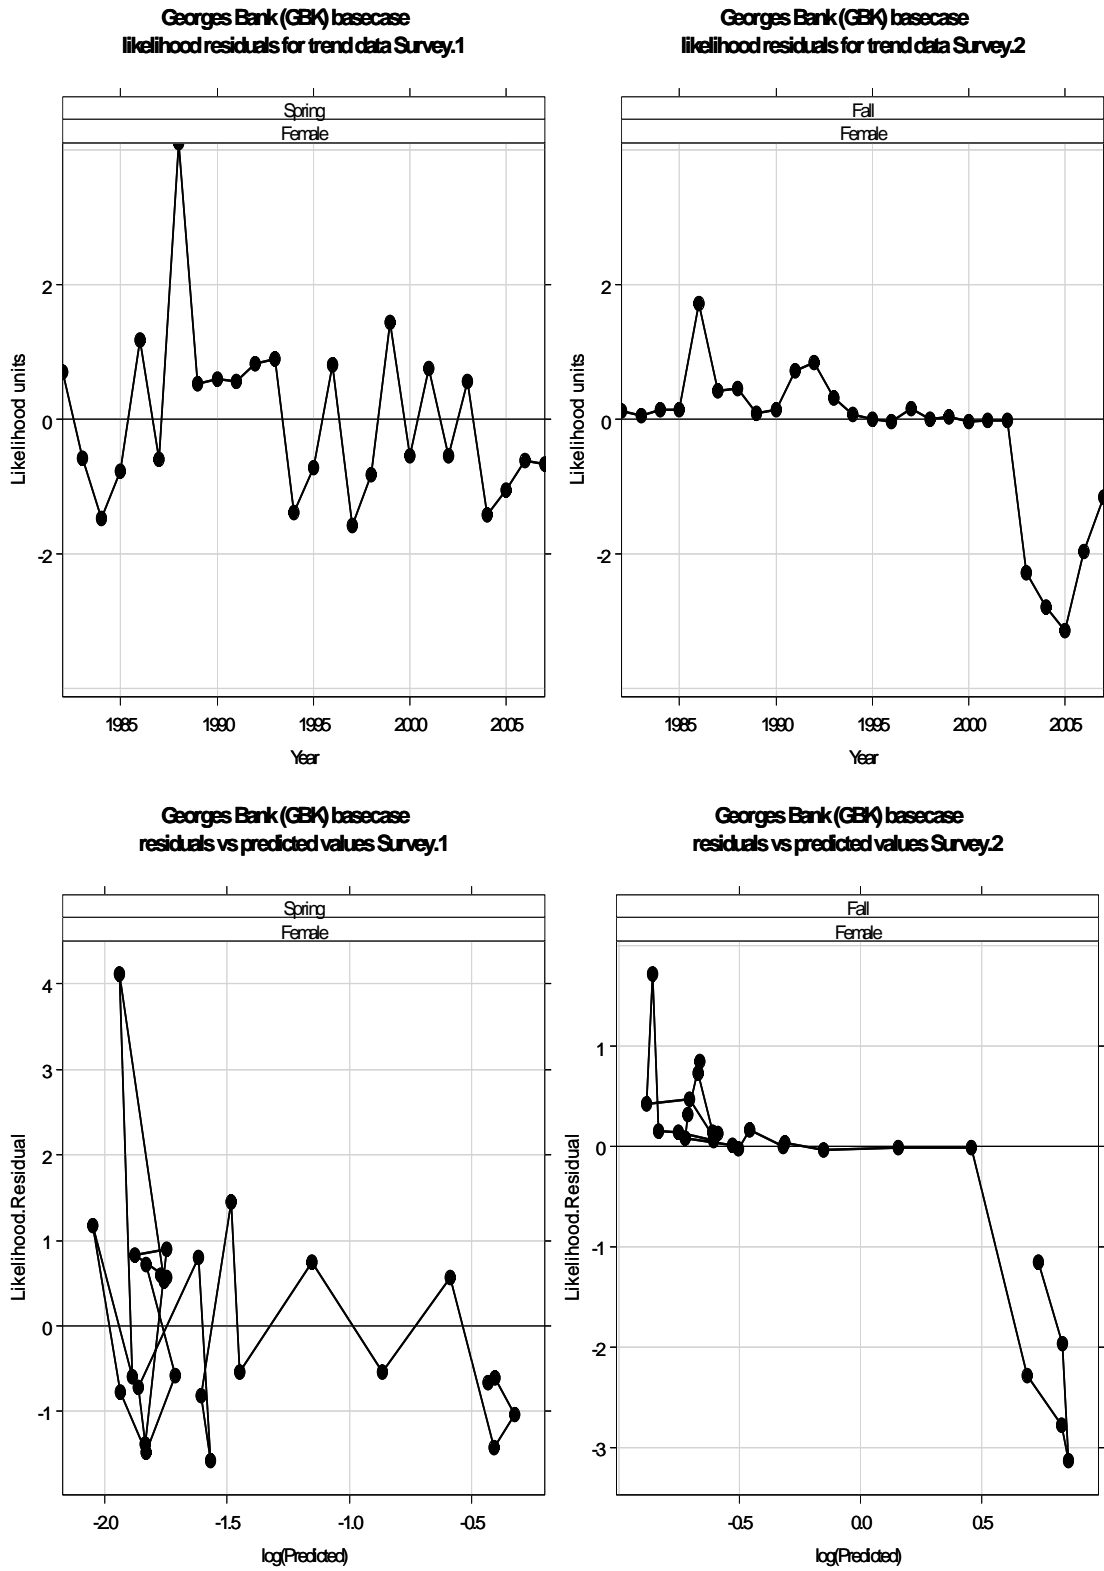 Georges Bank (GBK) basecase
likelihood residuals for trend data Survey.1
Spring
Female
Likelihood units
2
0
-2
1985 1990 1995 2000 2005
Year
Georges Bank (GBK) basecase
likelihood residuals for trend data Survey.2
Fall
Female
Likelihood units
2
0
-2
1985 1990 1995 2000 2005
Year
Georges Bank (GBK) basecase
residuals vs predicted values Survey.1
Spring
Female
Likelihood.Residual
4
3
2
1
0
-1
-2.0 -1.5 -1.0 -0.5
log(Predicted)
Georges Bank (GBK) basecase
residuals vs predicted values Survey.2
Fall
Female
Likelihood.Residual
1
0
-1
-2
-3
-0.5 0.0 0.5
log(Predicted)